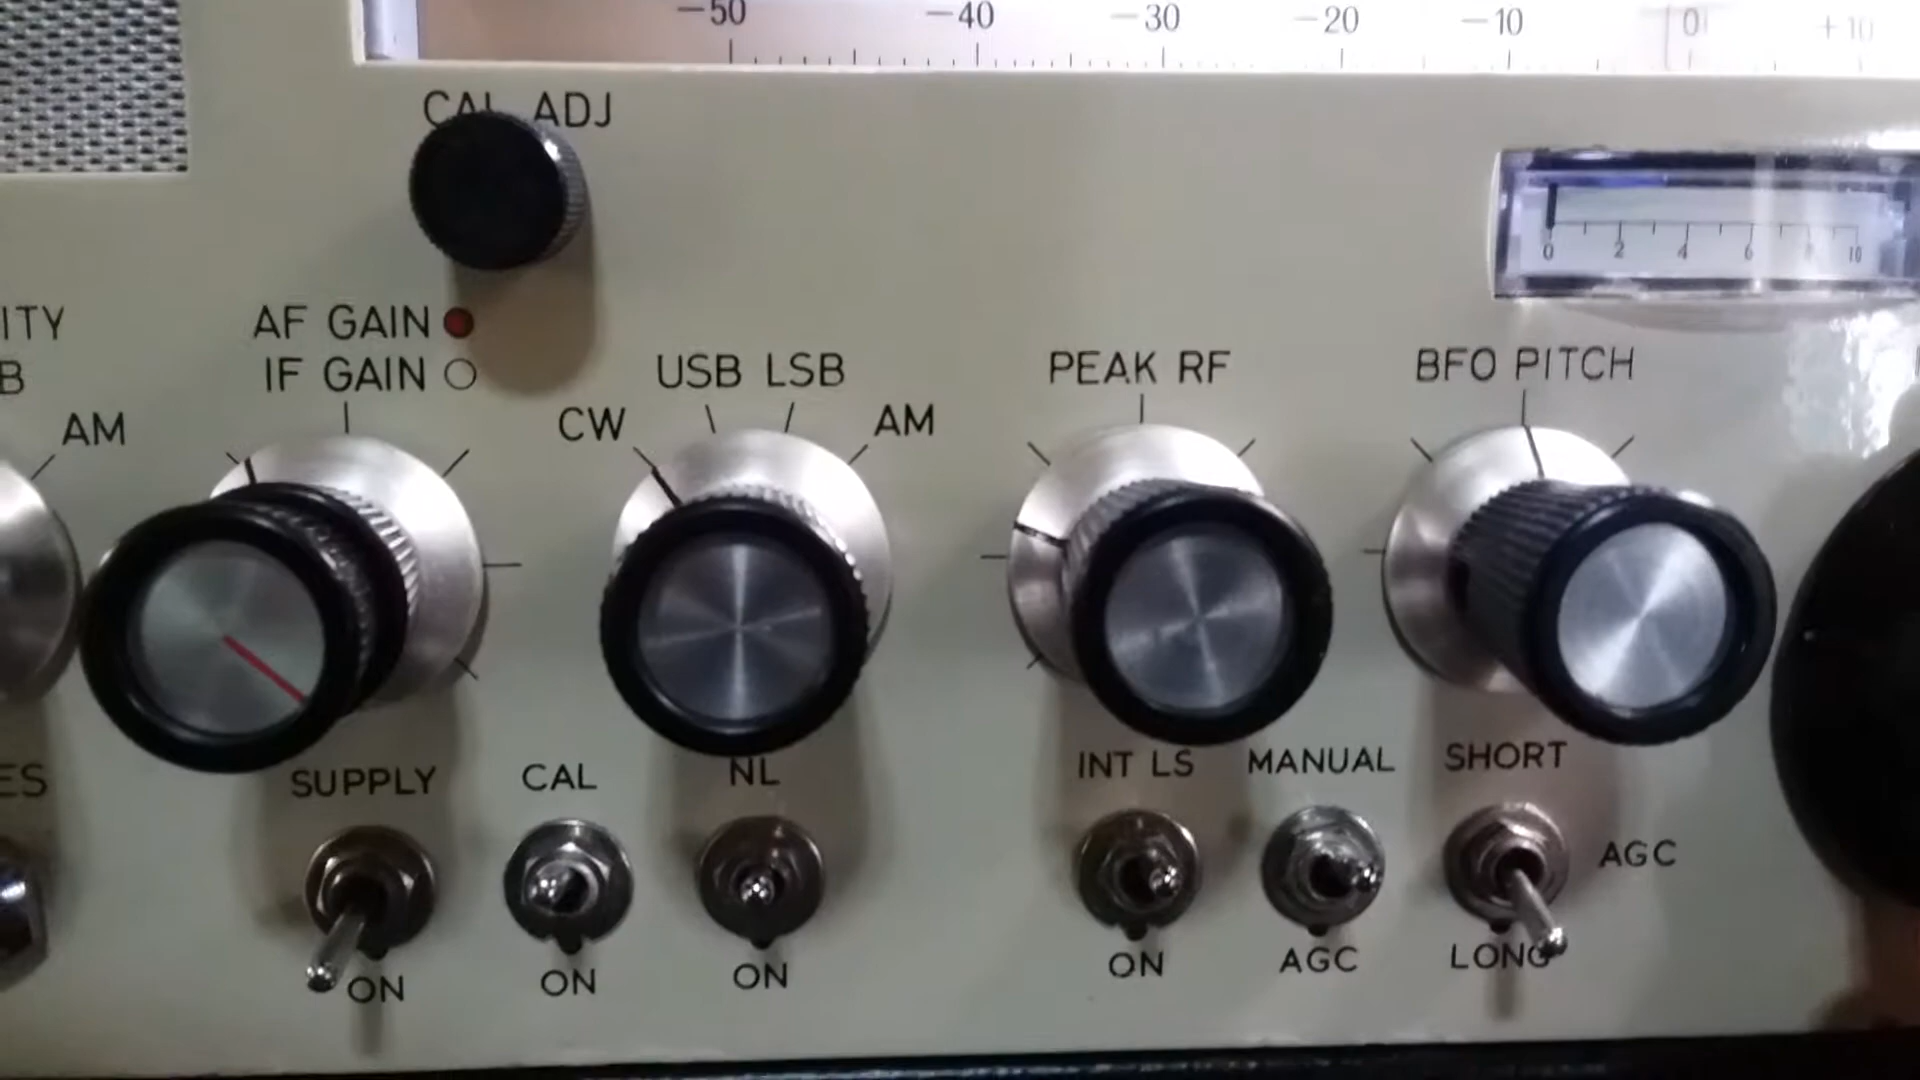 −50 −40 −30 −20 −10 0 +10
CAL ADJ
0 2 4 6 8 10
ITY
AF GAIN
B
IF GAIN
USB LSB
PEAK RF
BFO PITCH
AM
CW
AM
ES
SUPPLY
CAL
NL
INT LS
MANUAL
SHORT
AGC
ON
ON
ON
ON
AGC
LONG